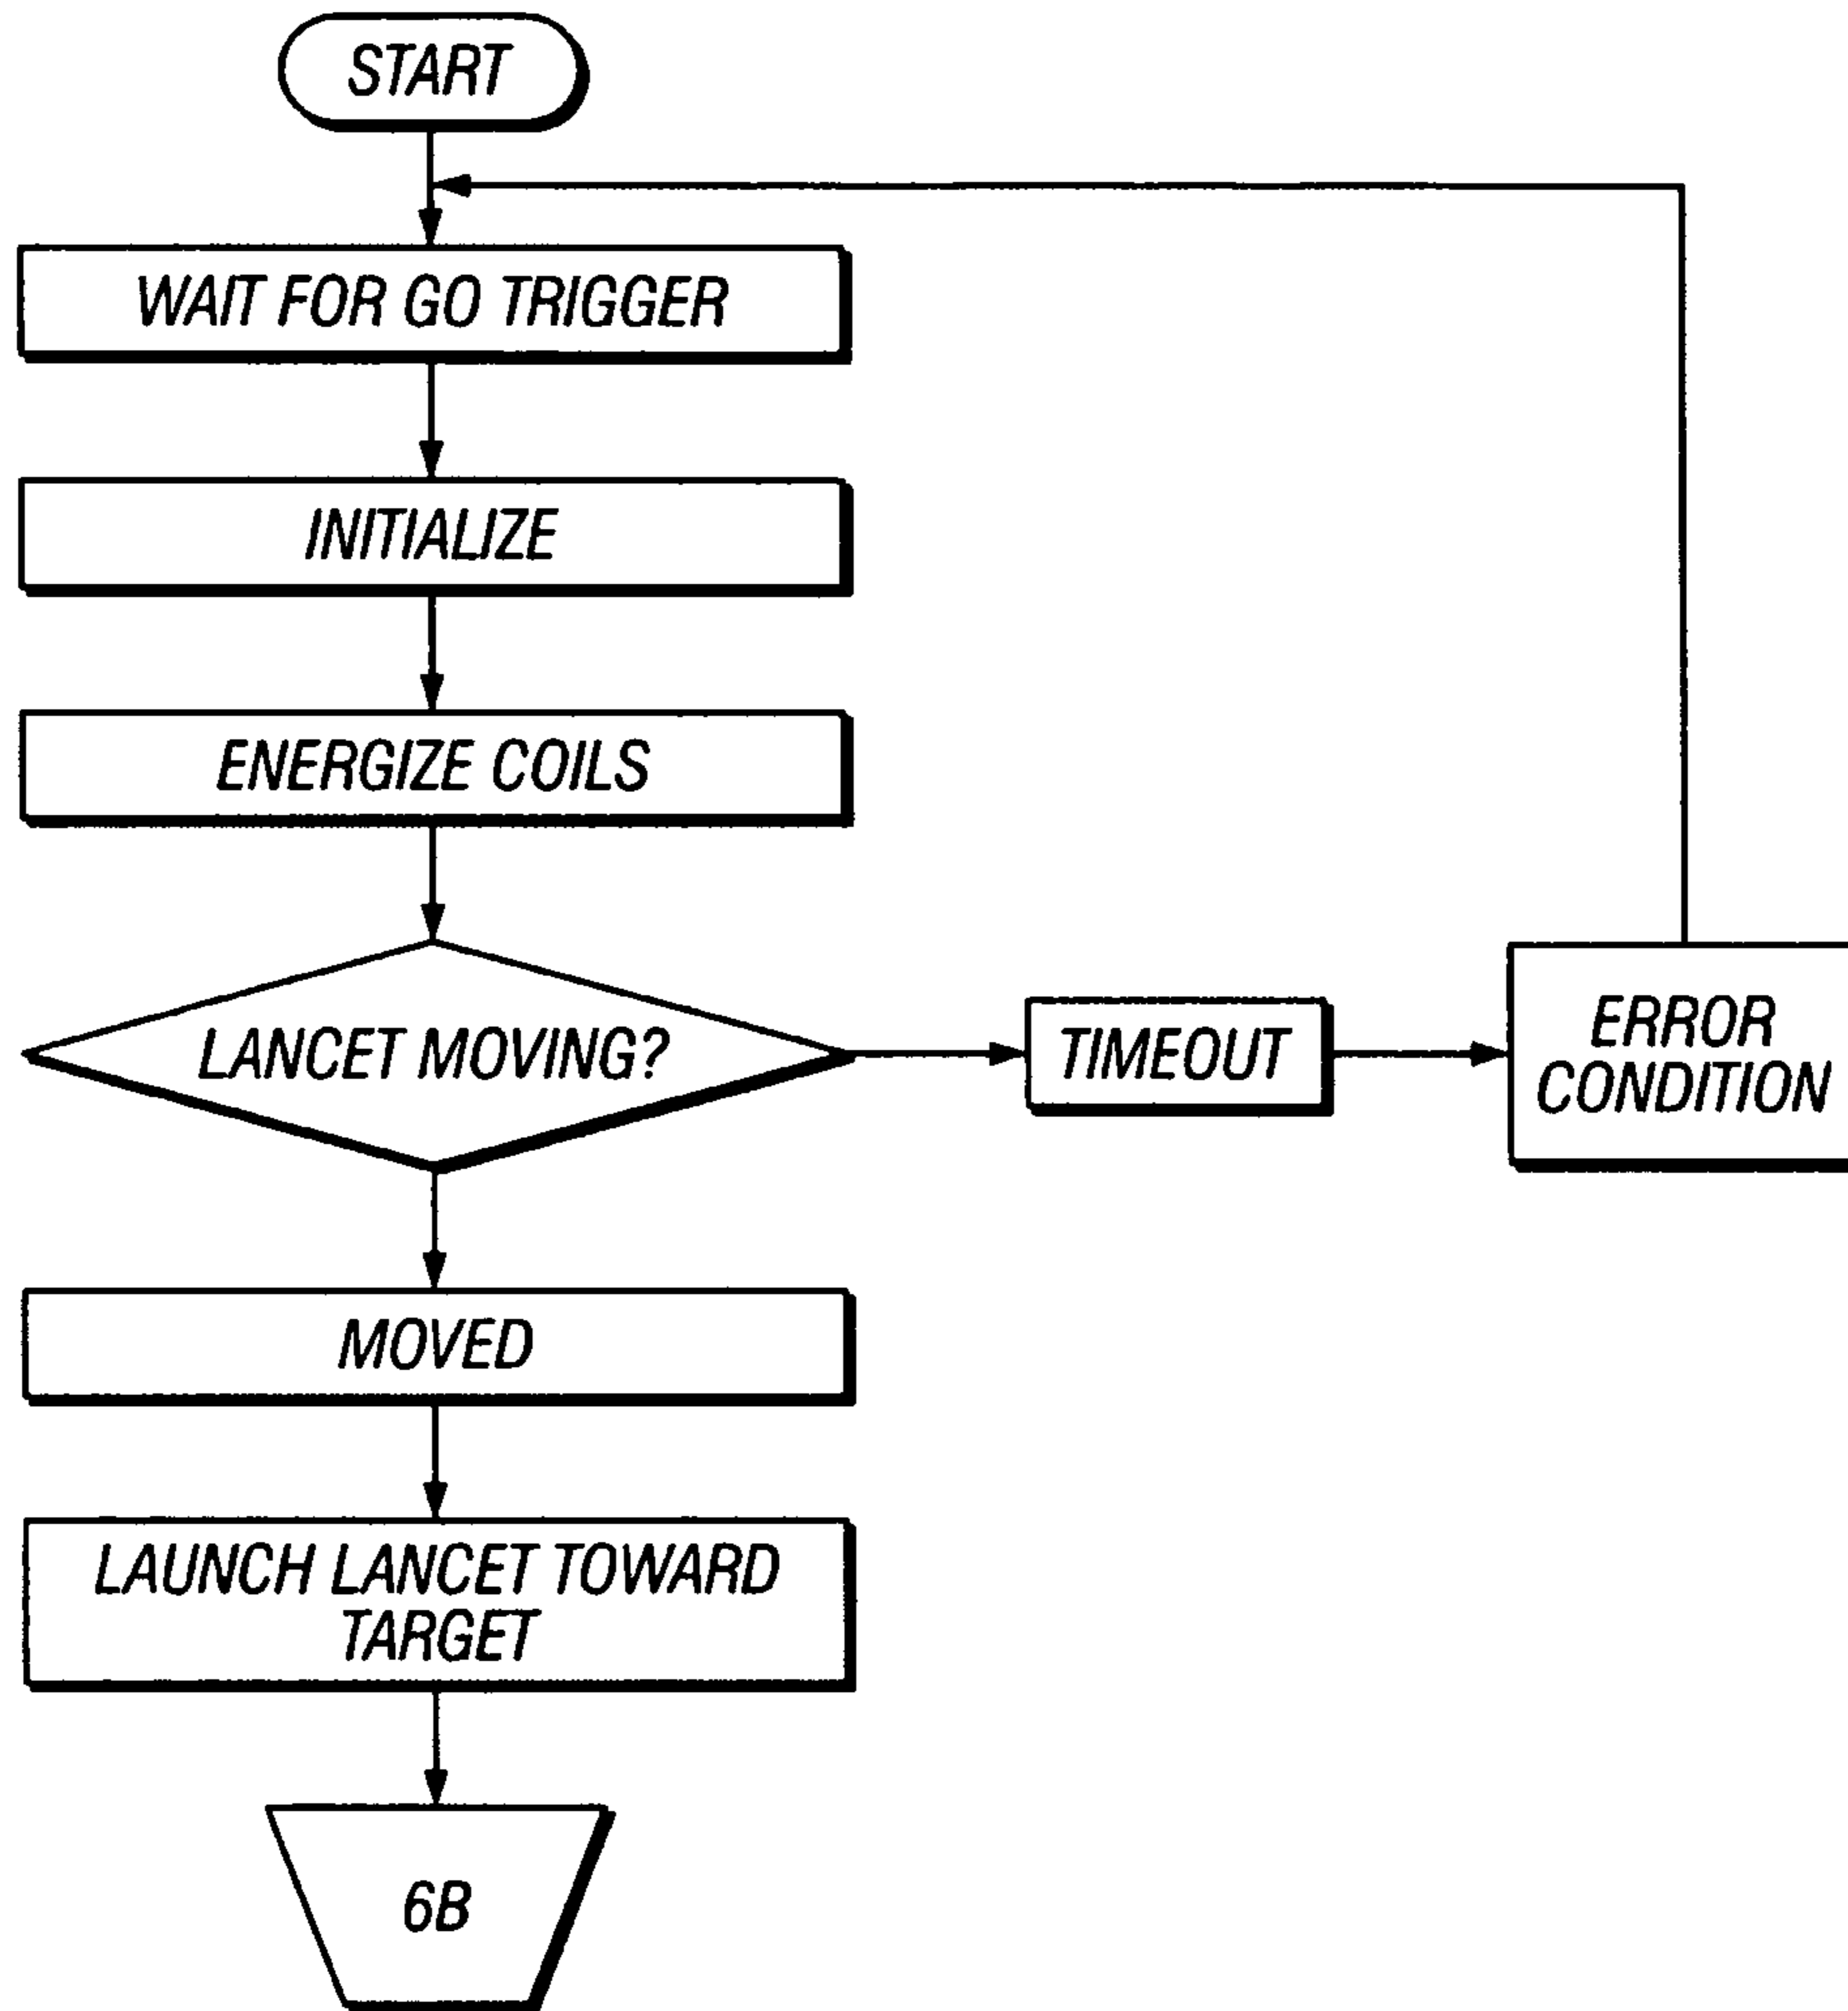 START
WAIT FOR GO TRIGGER
INITIALIZE
ENERGIZE COILS
LANCET MOVING?
TIMEOUT
ERROR
CONDITION
MOVED
LAUNCH LANCET TOWARD
TARGET
6B